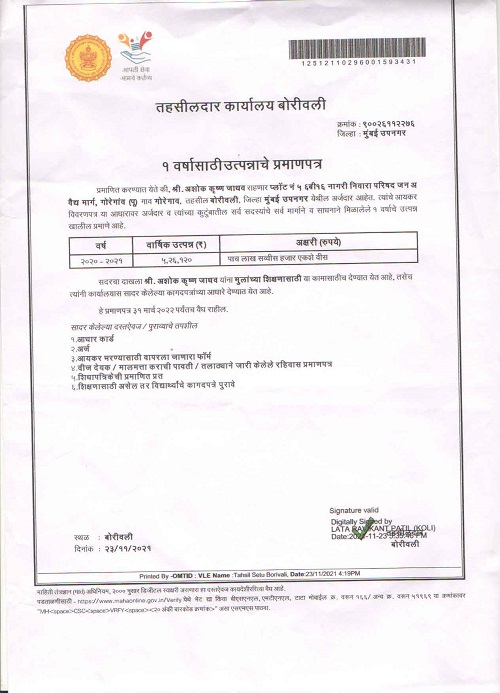 आपली सेवा
आमचे कर्तव्य
12512110296001593431
तहसीलदार कार्यालय बोरीवली
क्रमांक : ९००२६११२२७६
जिल्हा : मुंबई उपनगर
१ वर्षासाठी उत्पन्नाचे प्रमाणपत्र
प्रमाणित करण्यात येते की, श्री. अशोक कृष्ण जाधव राहणार प्लॉट नं ५ ६बी१६ नागरी निवारा परिषद जन अ
वैद्य मार्ग, गोरेगांव (पू) गाव गोरेगाव, तहसील बोरीवली, जिल्हा मुंबई उपनगर येथील अर्जदार आहे. त्यांचे आयकर
विवरणपत्र या आधारावर अर्जदार व त्यांच्या कुटुंबातील सर्व सदस्यांचे सर्व मार्गाने व साधनाने मिळालेले १ वर्षाचे उत्पन्न
खालील प्रमाणे आहे.
वर्ष वार्षिक उत्पन्न (₹) अक्षरी (रुपये)
२०२० - २०२१ ५,२६,१२० पाच लाख सव्वीस हजार एकशे वीस
सदरचा दाखला श्री. अशोक कृष्ण जाधव यांना मुलांच्या शिक्षणासाठी या कामासाठीच देण्यात येत आहे, तसेच
त्यांनी कार्यालयास सादर केलेल्या कागदपत्रांच्या आधारे देण्यात येत आहे.
हे प्रमाणपत्र ३१ मार्च २०२२ पर्यंतच वैध राहील.
सादर केलेल्या दस्तऐवज / पुराव्याचे तपशील
१.आधार कार्ड
२.अर्ज
३.आयकर भरण्यासाठी वापरला जाणारा फॉर्म
४.वीज देयक / मालमत्ता कराची पावती / तलाठ्याने जारी केलेले रहिवास प्रमाणपत्र
५.शिधापत्रिकेची प्रमाणित प्रत
६.शिक्षणासाठी असेल तर विद्यार्थ्यांचे कागदपत्रे पुरावे
Signature valid
Digitally Signed by
LATA RAVIKANT PATIL (KOLI)
Date:2021-11-23
तहसीलदार
बोरीवली
स्थळ : बोरीवली
दिनांक : २३/११/२०२१
Printed By -OMTID : VLE Name :Tahsil Setu Borivali, Date:23/11/2021 4:19PM
माहिती तंत्रज्ञान (पात) अधिनियम, २००० नुसार डिजीटल स्वाक्षरी असणारा हा दस्तऐवज कायदेशीररित्या वैध आहे.
पडताळणीसाठी - https://www.mahaonline.gov.in/Verify येथे भेट द्या किंवा बीएसएनएल, एमटीएनएल, टाटा मोबाईल क्र. वरून १६६/ अन्य क्र. वरून ५१९६९ या क्रमांकावर
"MH<space>CSC<space>VRFY<space><२० अंकी बारकोड क्रमांक>" असा एसएमएस पाठवा.